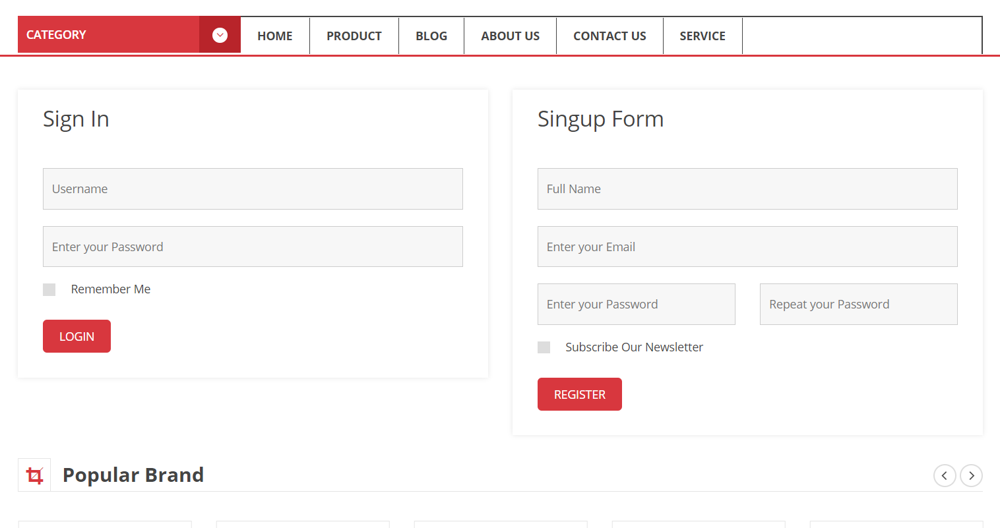 CATEGORY
HOME
PRODUCT
BLOG
ABOUT US
CONTACT US
SERVICE
Sign In
Username
Enter your Password
Remember Me
LOGIN
Singup Form
Full Name
Enter your Email
Enter your Password
Repeat your Password
Subscribe Our Newsletter
REGISTER
Popular Brand